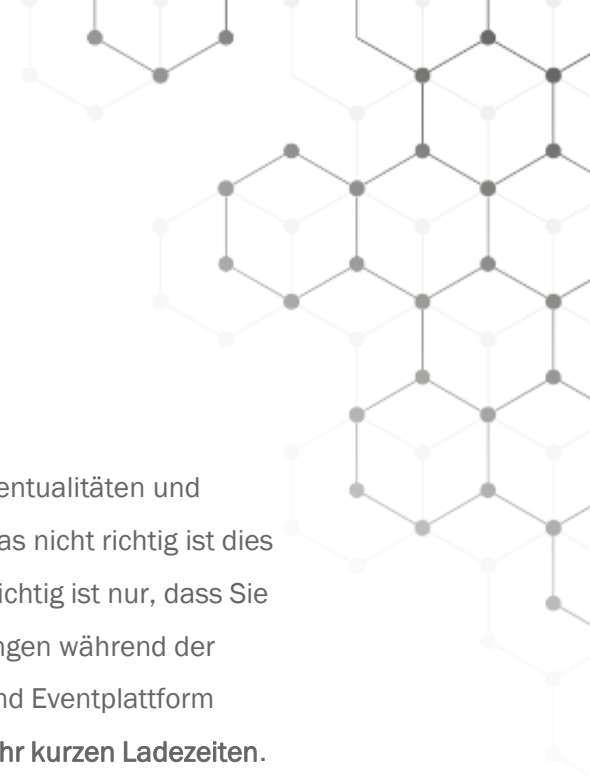 entualitäten und
as nicht richtig ist dies
ichtig ist nur, dass Sie
ngen während der
nd Eventplattform
hr kurzen Ladezeiten.